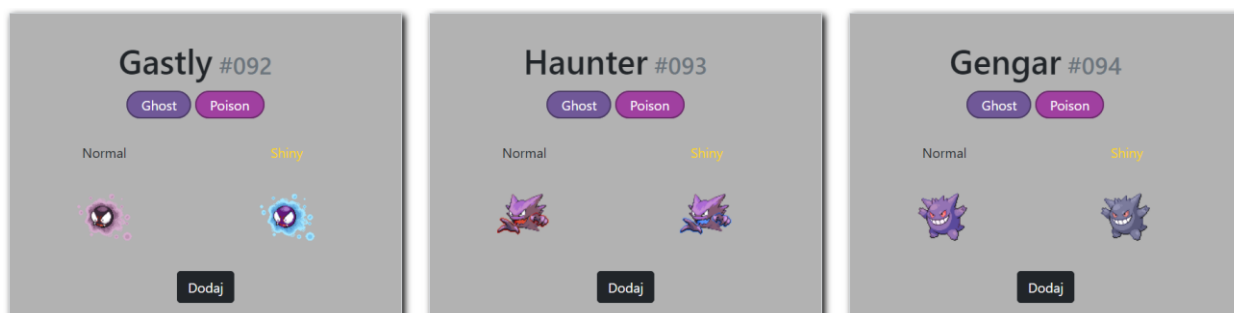 Gastly #092
Ghost Poison
Normal Shiny
Dodaj
Haunter #093
Ghost Poison
Normal Shiny
Dodaj
Gengar #094
Ghost Poison
Normal Shiny
Dodaj